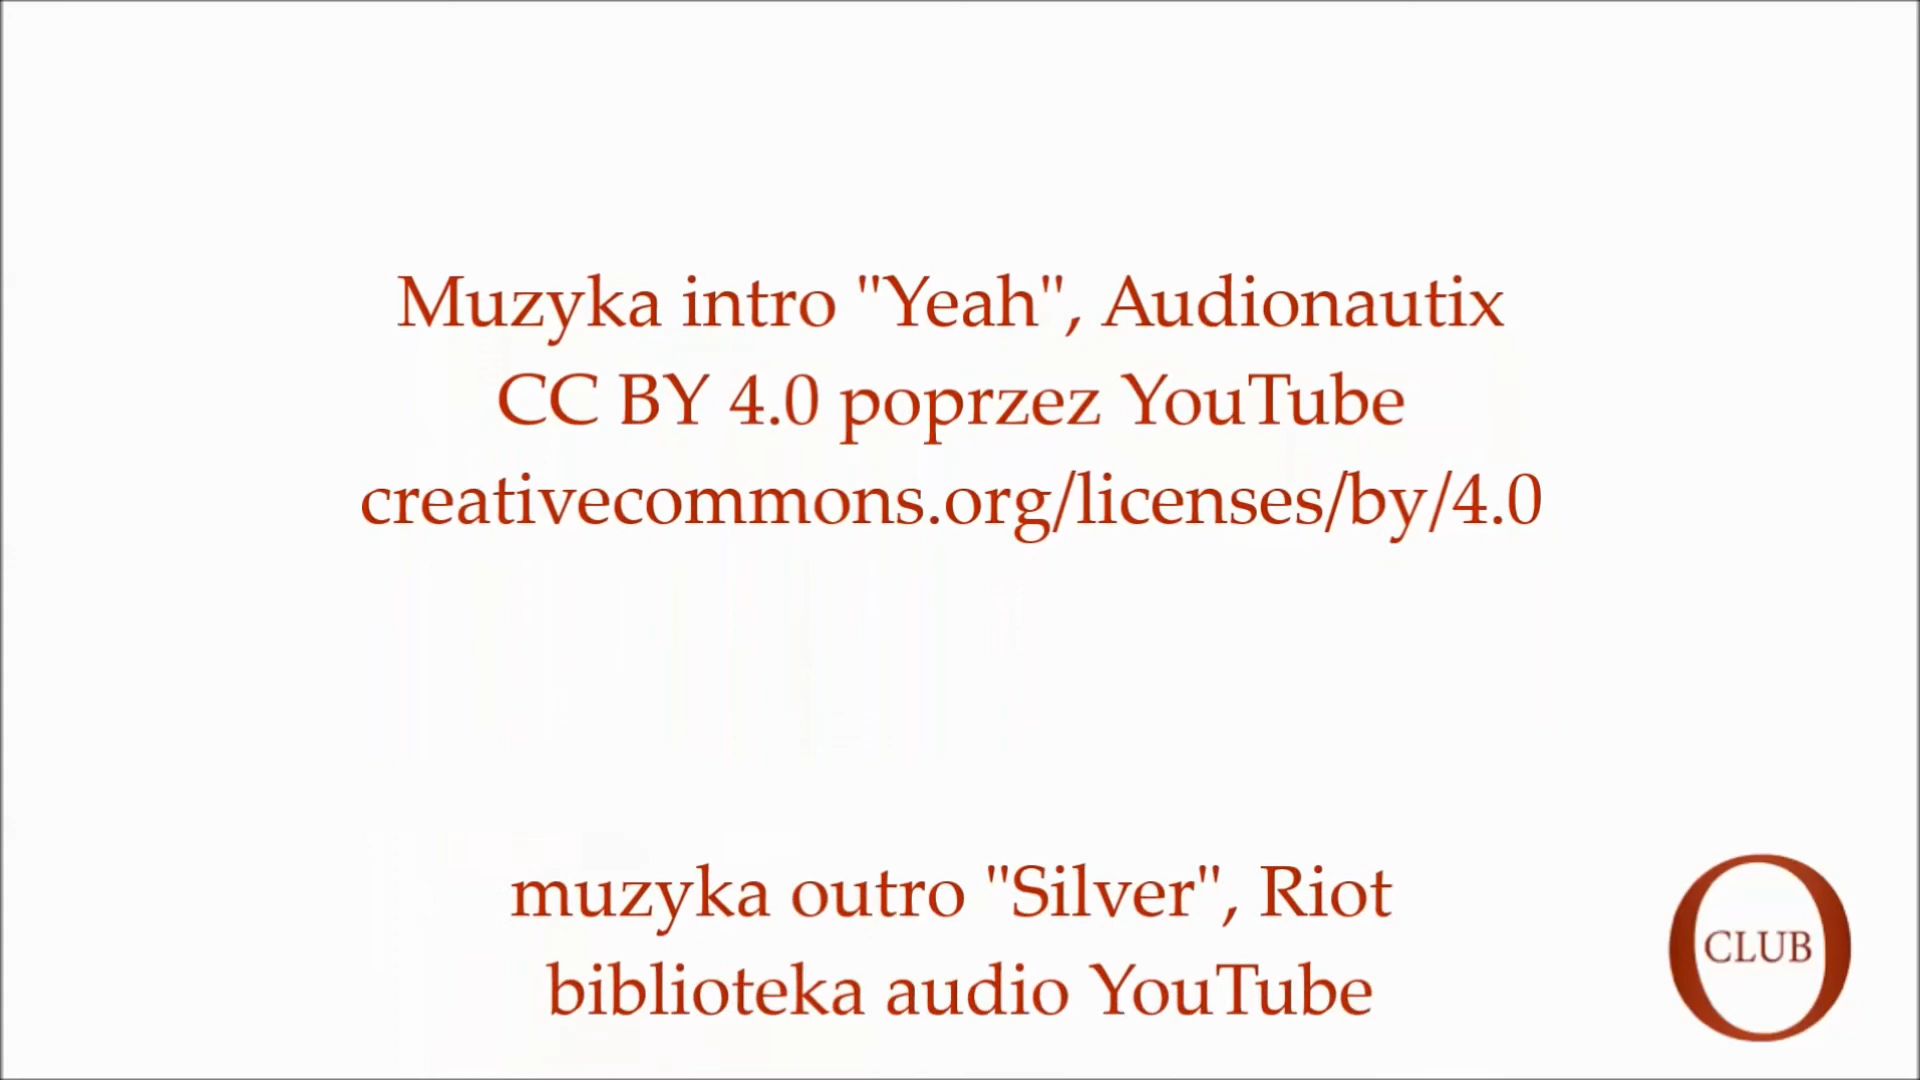 Muzyka intro "Yeah", Audionautix
CC BY 4.0 poprzez YouTube
creativecommons.org/licenses/by/4.0
muzyka outro "Silver", Riot
biblioteka audio YouTube
O
CLUB